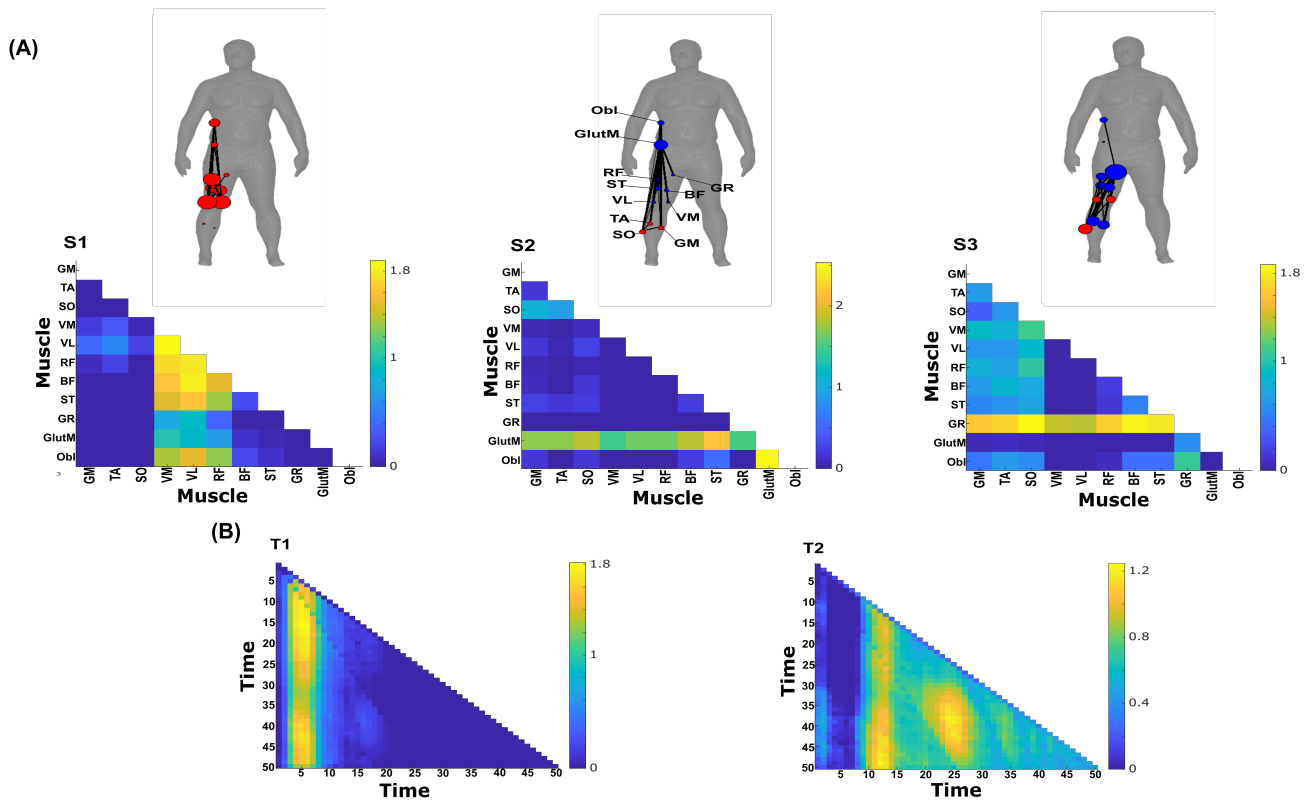 (A)
Obl
GlutM
RF
ST
VL
TA
SO
GR
BF
VM
GM
S1
GM
TA
SO
VM
VL
RF
BF
ST
GR
GlutM
Obl
Muscle
GM TA SO VM VL RF BF ST GR GlutM Obl
Muscle
1.8
1
0
S2
GM
TA
SO
VM
VL
RF
BF
ST
GR
GlutM
Obl
Muscle
GM TA SO VM VL RF BF ST GR GlutM Obl
Muscle
2
1
0
S3
GM
TA
SO
VM
VL
RF
BF
ST
GR
GlutM
Obl
Muscle
GM TA SO VM VL RF BF ST GR GlutM Obl
Muscle
1.8
1
0
(B)
T1
5
10
15
20
25
30
35
40
45
50
Time
5 10 15 20 25 30 35 40 45 50
Time
1.8
1
0
T2
5
10
15
20
25
30
35
40
45
50
Time
5 10 15 20 25 30 35 40 45 50
Time
1.2
0.8
0.4
0